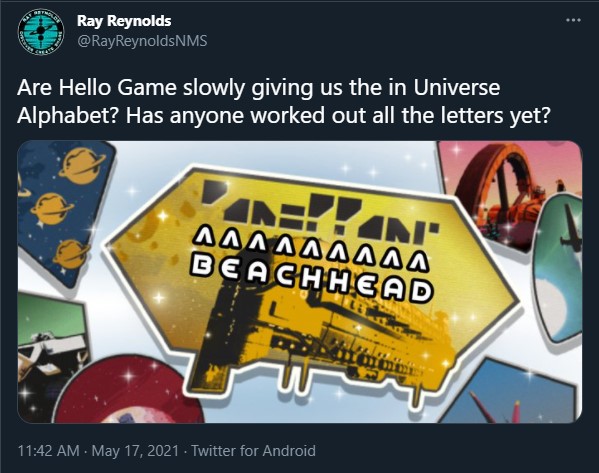 Ray Reynolds
@RayReynoldsNMS
Are Hello Game slowly giving us the in Universe
Alphabet? Has anyone worked out all the letters yet?
BEACHHEAD
11:42 AM · May 17, 2021 · Twitter for Android